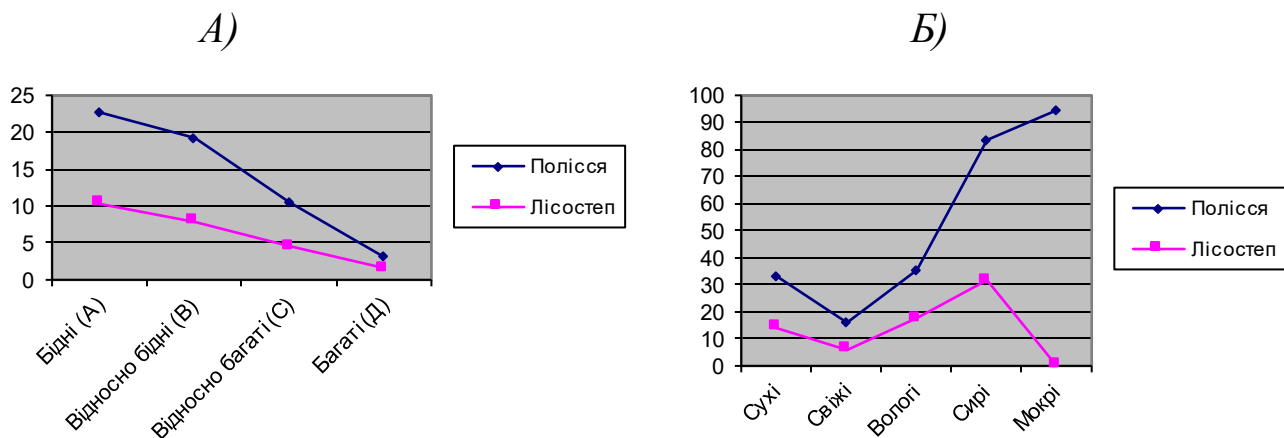 А)
25
20
15
10
5
0
Бідні (А)
Відносно бідні (В)
Відносно багаті (С)
Багаті (Д)
Полісся
Лісостеп
Б)
100
90
80
70
60
50
40
30
20
10
0
Сухі
Свіжі
Вологі
Сирі
Мокрі
Полісся
Лісостеп